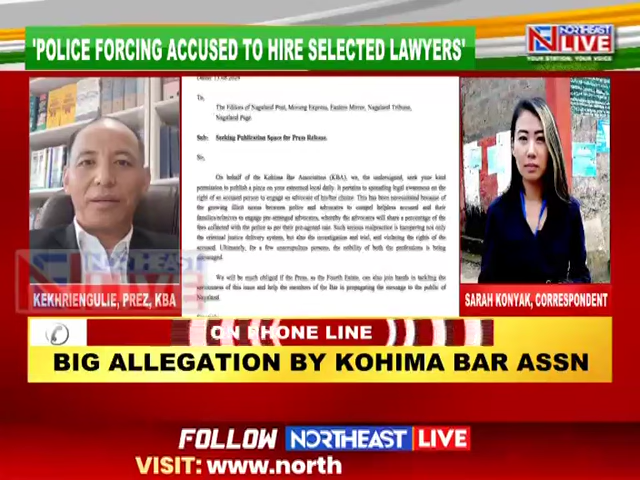 'POLICE FORCING ACCUSED TO HIRE SELECTED LAWYERS'
NORTHEAST
LIVE
YOUR STATION, YOUR VOICE
To,
The Editors of Nagaland Post, Morung Express, Eastern Mirror, Nagaland Tribune,
Nagaland Page
Sub: Seeking Publication Space for Press Release.
Sir,
On behalf of the Kohima Bar Association (KBA), we, the undersigned, seek your kind
permission to publish a piece on your esteemed local daily. It pertains to spreading legal awareness on the
right of an accused person to engage an advocate of his/her choice. This has been necessitated because of
the growing illicit nexus between police and advocates to compel helpless accused and their
families/relatives to engage pre-arranged advocates, whereby the advocates will share a percentage of the
fees collected with the police as per their pre-agreed rate. Such serious malpractice is hampering not only
the criminal justice delivery system, but also the investigation and trial, and violating the rights of the
accused. Ultimately, for a few unscrupulous persons, the nobility of both the professions is being
We will be much obliged if the Press, as the Fourth Estate, can also join hands in tackling the
seriousness of this issue and help the members of the Bar in propagating the message to the public of
Nagaland.
KEKHRIENGULIE, PREZ, KBA
SARAH KONYAK, CORRESPONDENT
ON PHONE LINE
BIG ALLEGATION BY KOHIMA BAR ASSN
FOLLOW NORTHEAST LIVE
VISIT: www.north